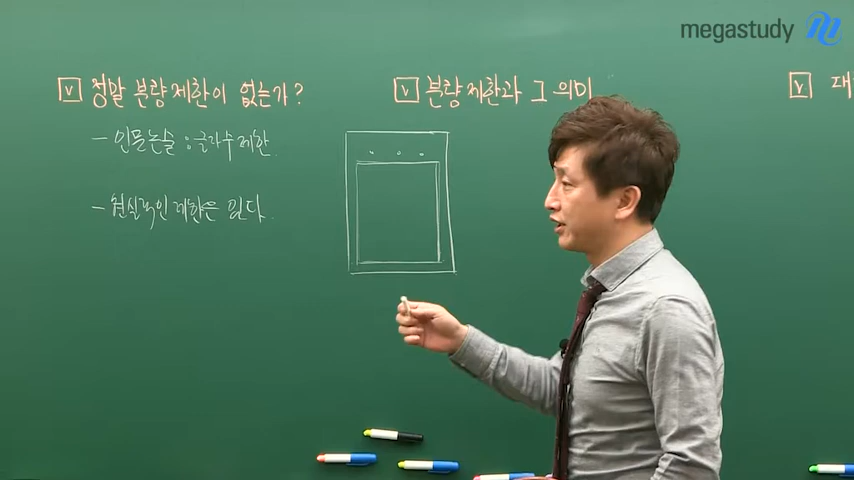 megastudy
v 정말 분량제한이 없는가?
- 인문논술 : 글자수 제한.
- 현실적인 제한은 있다.
v 분량제한과 그 의미
v 대